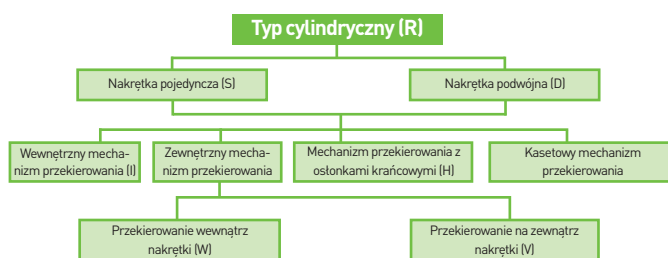 Typ cylindryczny (R)
Nakrętka pojedyncza (S)
Nakrętka podwójna (D)
Wewnętrzny mecha-
nizm przekierowania (I)
Zewnętrzny mecha-
nizm przekierowania
Mechanizm przekierowania z
osłonkami krańcowymi (H)
Kasetowy mechanizm
przekierowania
Przekierowanie wewnątrz
nakrętki (W)
Przekierowanie na zewnątrz
nakrętki (V)